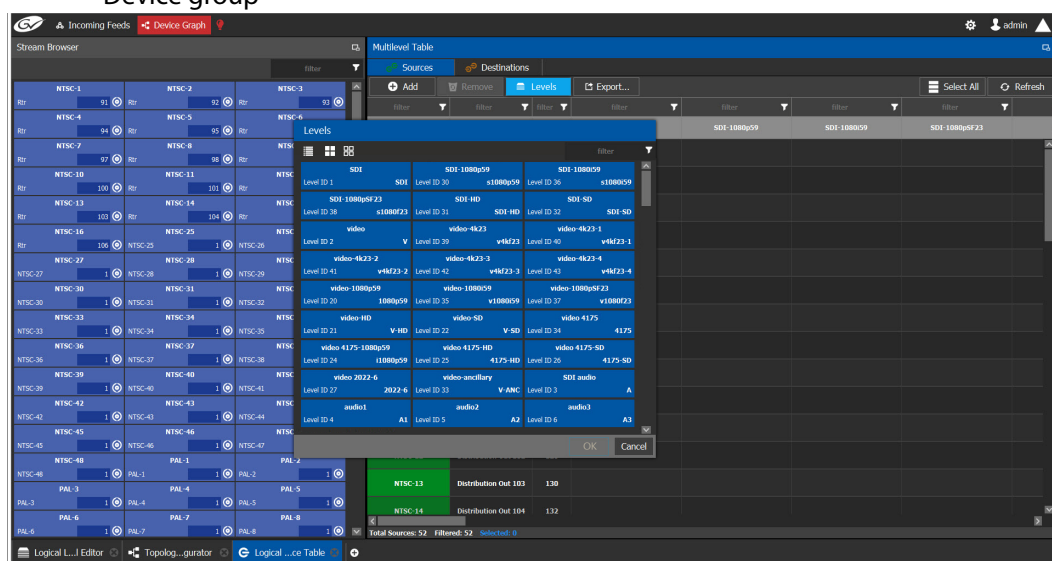 Device group
Incoming Feeds Device Graph admin
Stream Browser
Multilevel Table
filter
Sources Destinations
Add Remove Levels Export... Select All Refresh
filter filter filter filter filter filter filter
SDI-1080p59 SDI-1080i59 SDI-1080pSF23
NTSC-1 NTSC-2 NTSC-3
Rtr 91 Rtr 92 Rtr 93
NTSC-4 NTSC-5 NTSC-6
Rtr 94 Rtr 95 Rtr
NTSC-7 NTSC-8
Rtr 97 Rtr 98 Rtr
NTSC-10 NTSC-11
Rtr 100 Rtr 101 Rtr
NTSC-13 NTSC-14
Rtr 103 Rtr 104 Rtr
NTSC-16 NTSC-25
Rtr 106 NTSC-25 1 NTSC-26
NTSC-27 NTSC-28
NTSC-27 1 NTSC-28 1 NTSC-29
NTSC-30 NTSC-31
NTSC-30 1 NTSC-31 1 NTSC-32
NTSC-33 NTSC-34
NTSC-33 1 NTSC-34 1 NTSC-35
NTSC-36 NTSC-37
NTSC-36 1 NTSC-37 1 NTSC-38
NTSC-39 NTSC-40
NTSC-39 1 NTSC-40 1 NTSC-41
NTSC-42 NTSC-43
NTSC-42 1 NTSC-43 1 NTSC-44
NTSC-45 NTSC-46
NTSC-45 1 NTSC-46 1 NTSC-47
NTSC-48 PAL-1 PAL-2
NTSC-48 1 PAL-1 1 PAL-2 1
PAL-3 PAL-4 PAL-5
PAL-3 1 PAL-4 1 PAL-5 1
PAL-6 PAL-7 PAL-8
PAL-6 1 PAL-7 1 PAL-8 1
Levels
filter
SDI SDI-1080p59 SDI-1080i59
Level ID 1 SDI Level ID 30 s1080p59 Level ID 36 s1080i59
SDI-1080pSF23 SDI-HD SDI-SD
Level ID 38 s1080f23 Level ID 31 SDI-HD Level ID 32 SDI-SD
video video-4k23 video-4k23-1
Level ID 2 V Level ID 39 v4kf23 Level ID 40 v4kf23-1
video-4k23-2 video-4k23-3 video-4k23-4
Level ID 41 v4kf23-2 Level ID 42 v4kf23-3 Level ID 43 v4kf23-4
video-1080p59 video-1080i59 video-1080pSF23
Level ID 20 1080p59 Level ID 35 v1080i59 Level ID 37 v1080f23
video-HD video-SD video 4175
Level ID 21 V-HD Level ID 22 V-SD Level ID 34 4175
video 4175-1080p59 video 4175-HD video 4175-SD
Level ID 24 i1080p59 Level ID 25 4175-HD Level ID 26 4175-SD
video 2022-6 video-ancillary SDI audio
Level ID 27 2022-6 Level ID 33 V-ANC Level ID 3 A
audio1 audio2 audio3
Level ID 4 A1 Level ID 5 A2 Level ID 6 A3
OK Cancel
NTSC-13 Distribution Out 103 130
NTSC-14 Distribution Out 104 132
Total Sources: 52 Filtered: 52 Selected: 0
Logical L...l Editor Topolog...gurator Logical ...ce Table